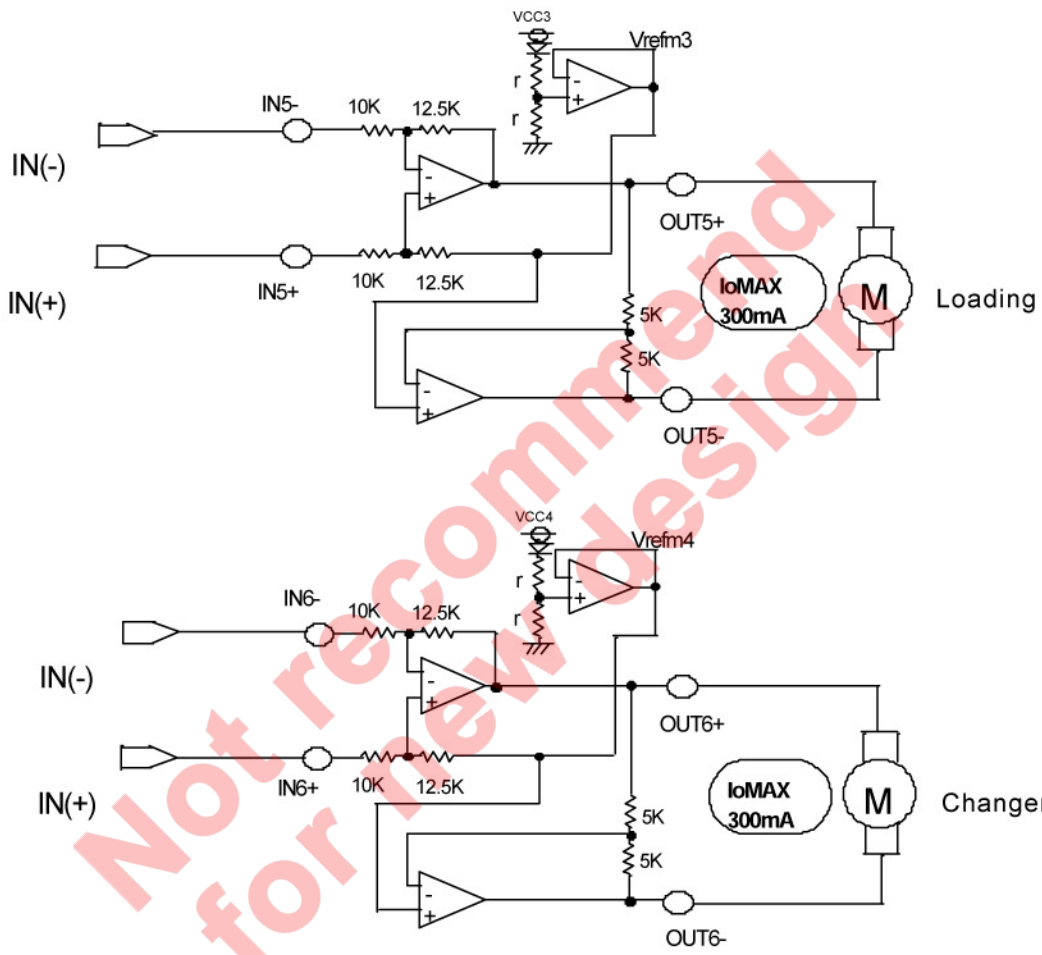 VCC3
Vrefm3
r
r
IN5-
10K
12.5K
IN(-)
-
+
-
+
OUT5+
IN(+)
IN5+
10K
12.5K
IoMAX
300mA
M
Loading
5K
5K
-
+
OUT5-
VCC4
Vrefm4
r
r
IN6-
10K
12.5K
IN(-)
-
+
-
+
OUT6+
IN(+)
IN6+
10K
12.5K
IoMAX
300mA
M
Changer
5K
5K
-
+
OUT6-
Not recommend
for new design